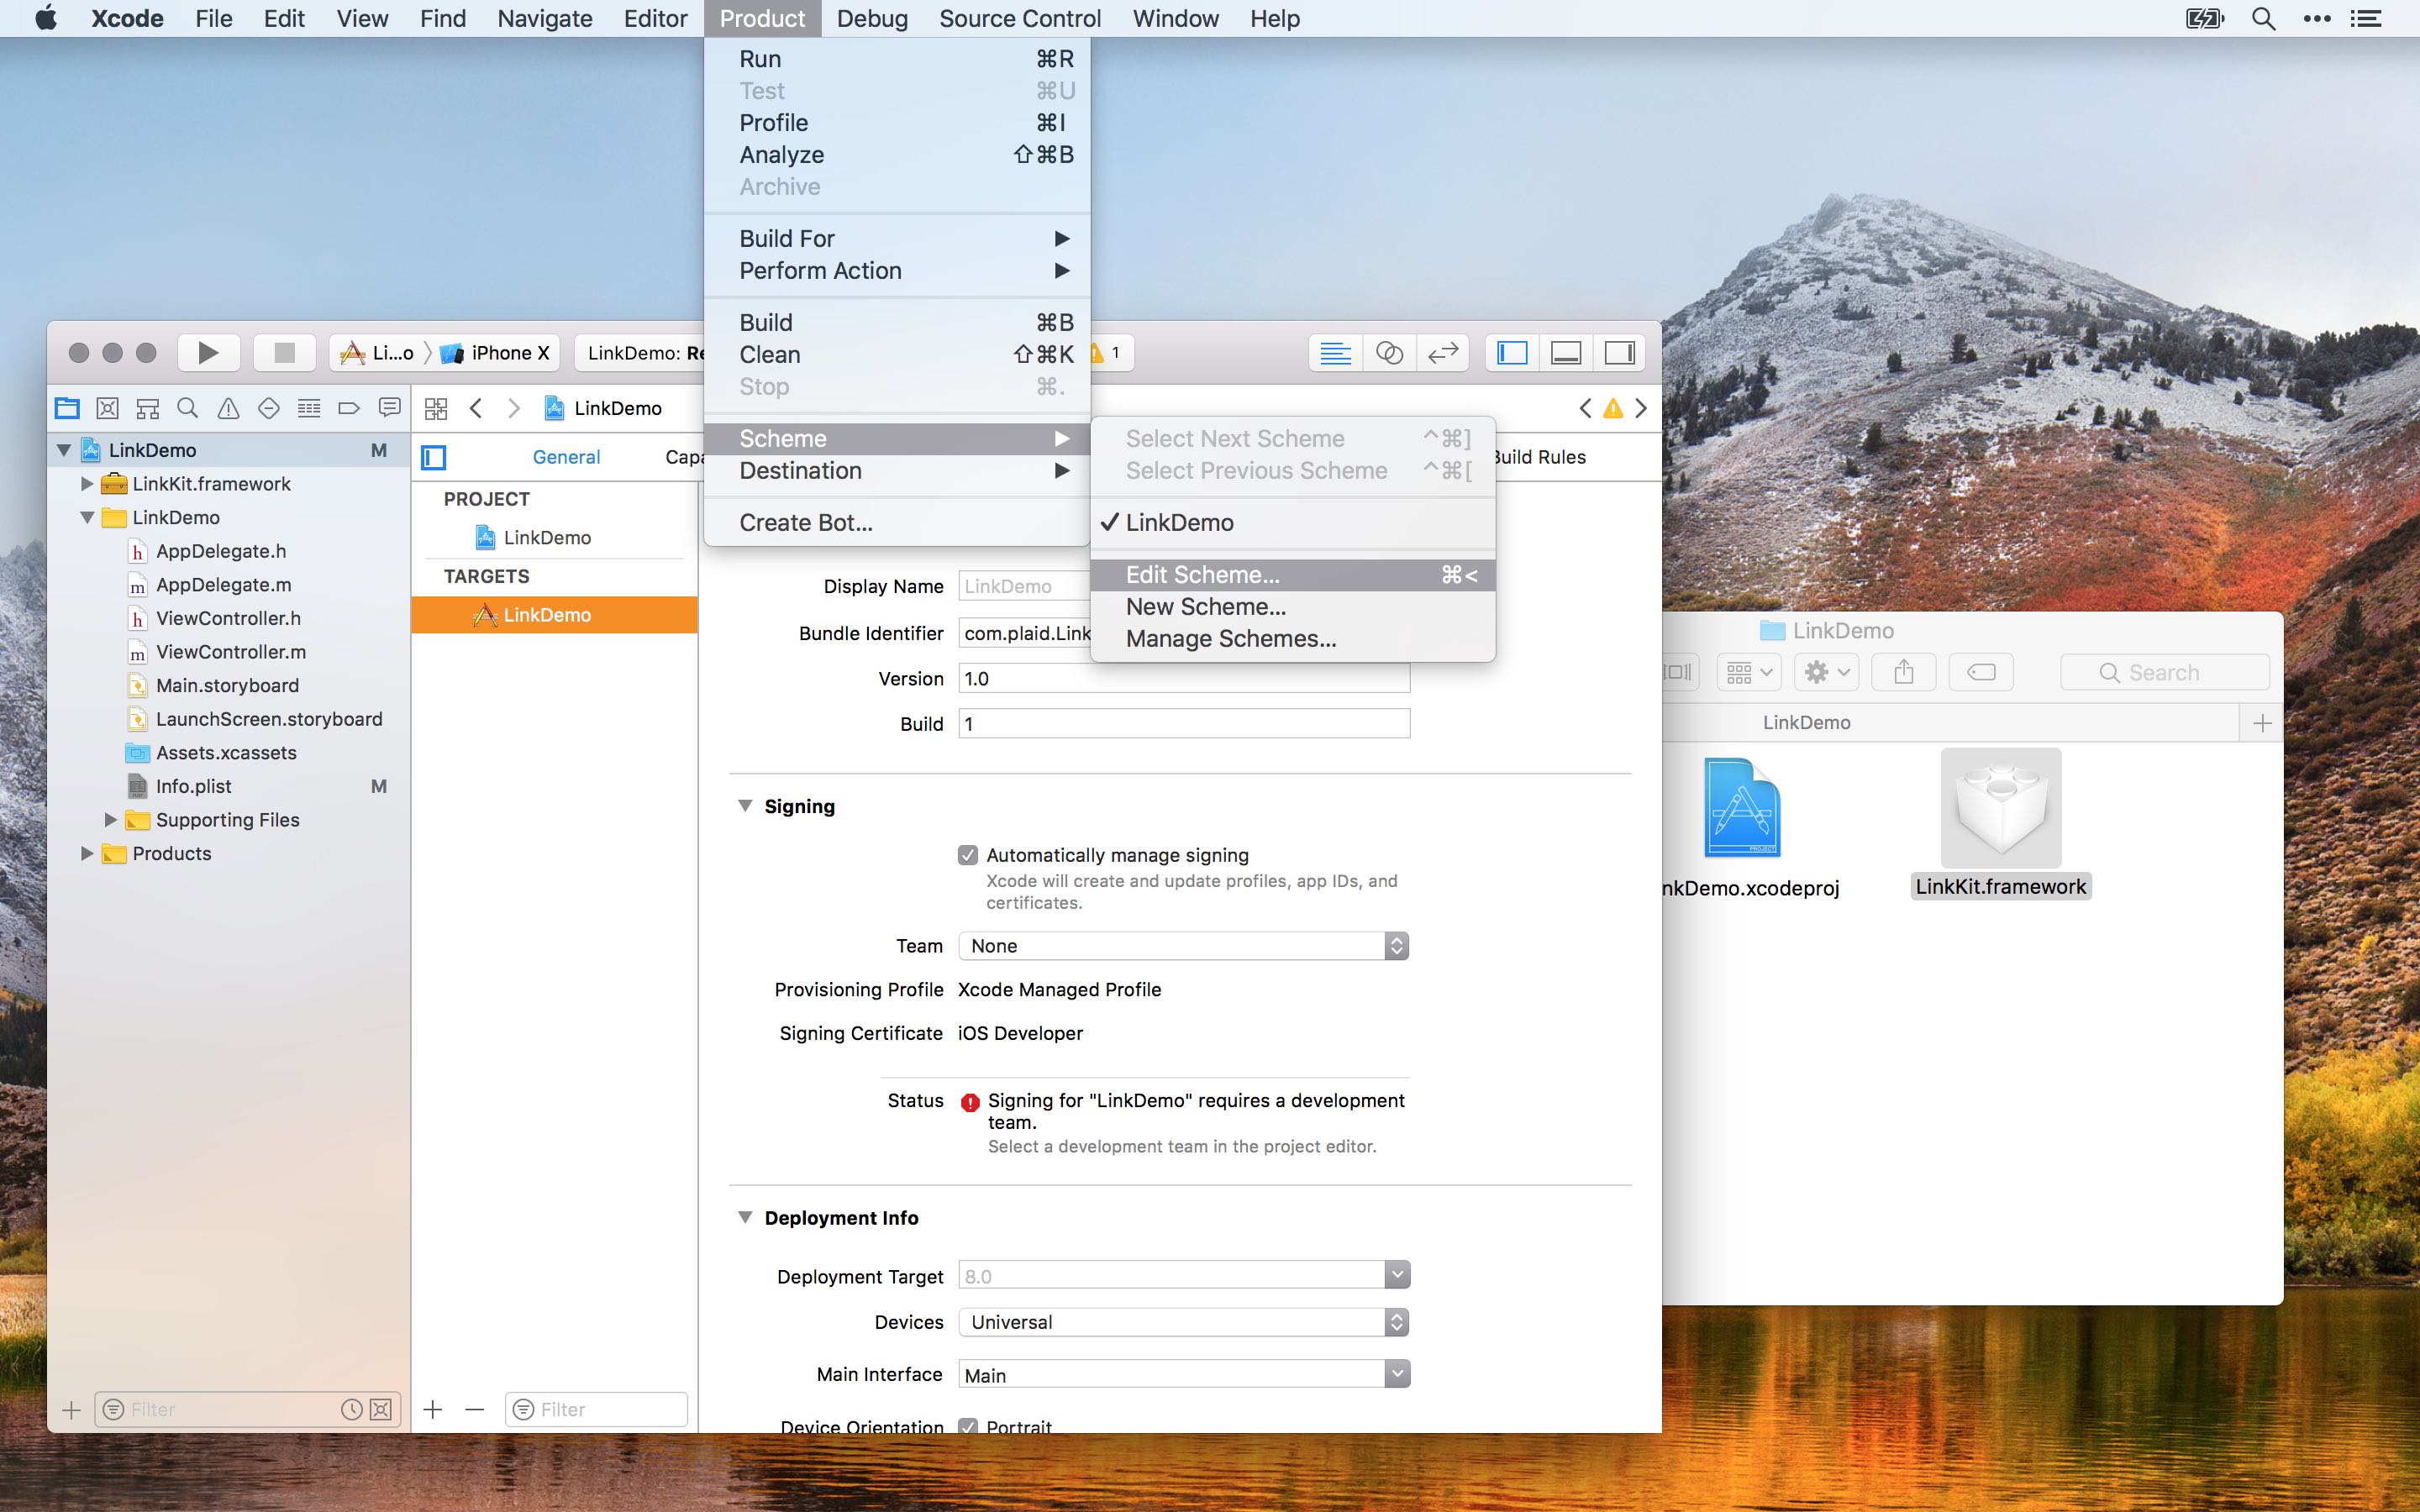 Xcode File Edit View Find Navigate Editor Product Debug Source Control Window Help
Run ⌘R
Test ⌘U
Profile ⌘I
Analyze ⇧⌘B
Archive
Build For
Perform Action
Build ⌘B
Clean ⇧⌘K
Stop ⌘.
Scheme
Destination
Create Bot...
Select Next Scheme ^⌘]
Select Previous Scheme ^⌘[
✓ LinkDemo
Edit Scheme... ⌘<
New Scheme...
Manage Schemes...
Li...o iPhone X
LinkDemo: Re
1
LinkDemo
LinkDemo M
LinkKit.framework
LinkDemo
h AppDelegate.h
m AppDelegate.m
h ViewController.h
m ViewController.m
Main.storyboard
LaunchScreen.storyboard
Assets.xcassets
Info.plist M
Supporting Files
Products
Filter
General Capa Build Rules
PROJECT
LinkDemo
TARGETS
LinkDemo
Filter
Display Name LinkDemo
Bundle Identifier com.plaid.Link
Version 1.0
Build 1
Signing
Automatically manage signing
Xcode will create and update profiles, app IDs, and
certificates.
Team None
Provisioning Profile Xcode Managed Profile
Signing Certificate iOS Developer
Status Signing for "LinkDemo" requires a development
team.
Select a development team in the project editor.
Deployment Info
Deployment Target 8.0
Devices Universal
Main Interface Main
Device Orientation Portrait
LinkDemo
Search
LinkDemo
PROJECT
nkDemo.xcodeproj
LinkKit.framework